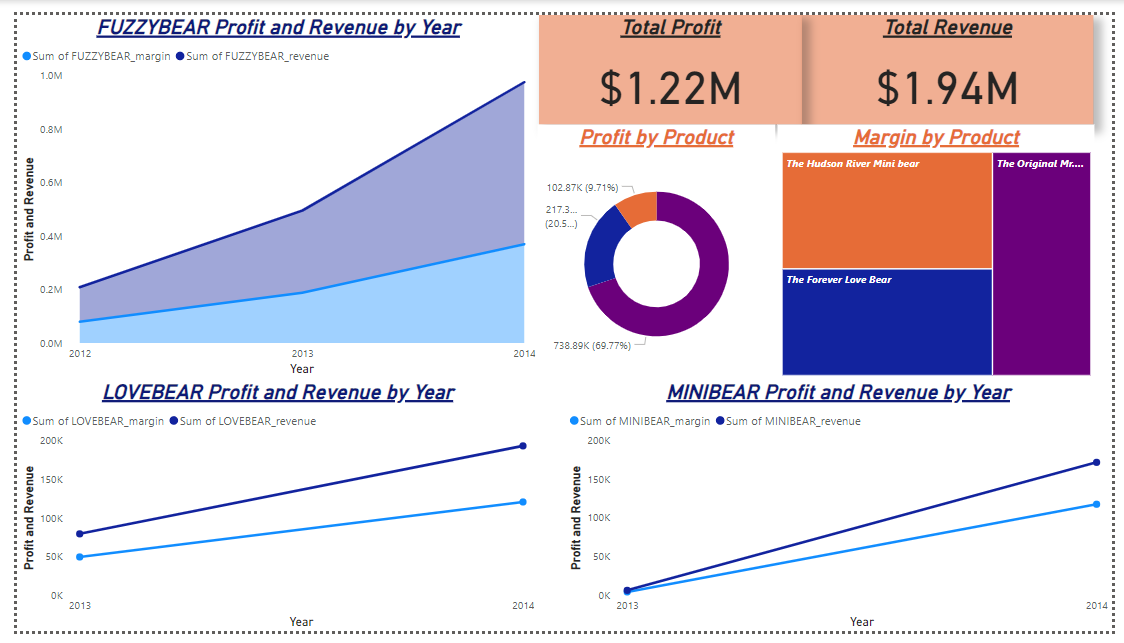 FUZZYBEAR Profit and Revenue by Year
Sum of FUZZYBEAR_margin Sum of FUZZYBEAR_revenue
Profit and Revenue
1.0M
0.8M
0.6M
0.4M
0.2M
0.0M
2012 2013 2014
Year
Total Profit
$1.22M
Total Revenue
$1.94M
Profit by Product
102.87K (9.71%)
217.3...
(20.5...)
738.89K (69.77%)
Margin by Product
The Hudson River Mini bear
The Original Mr....
The Forever Love Bear
LOVEBEAR Profit and Revenue by Year
Sum of LOVEBEAR_margin Sum of LOVEBEAR_revenue
Profit and Revenue
200K
150K
100K
50K
0K
2013 2014
Year
MINIBEAR Profit and Revenue by Year
Sum of MINIBEAR_margin Sum of MINIBEAR_revenue
Profit and Revenue
200K
150K
100K
50K
0K
2013 2014
Year